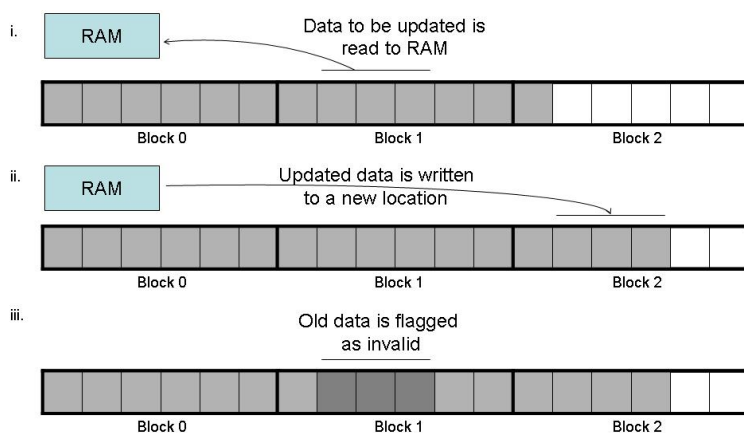 i.
RAM
Data to be updated is
read to RAM
Block 0
Block 1
Block 2
ii.
RAM
Updated data is written
to a new location
Block 0
Block 1
Block 2
iii.
Old data is flagged
as invalid
Block 0
Block 1
Block 2